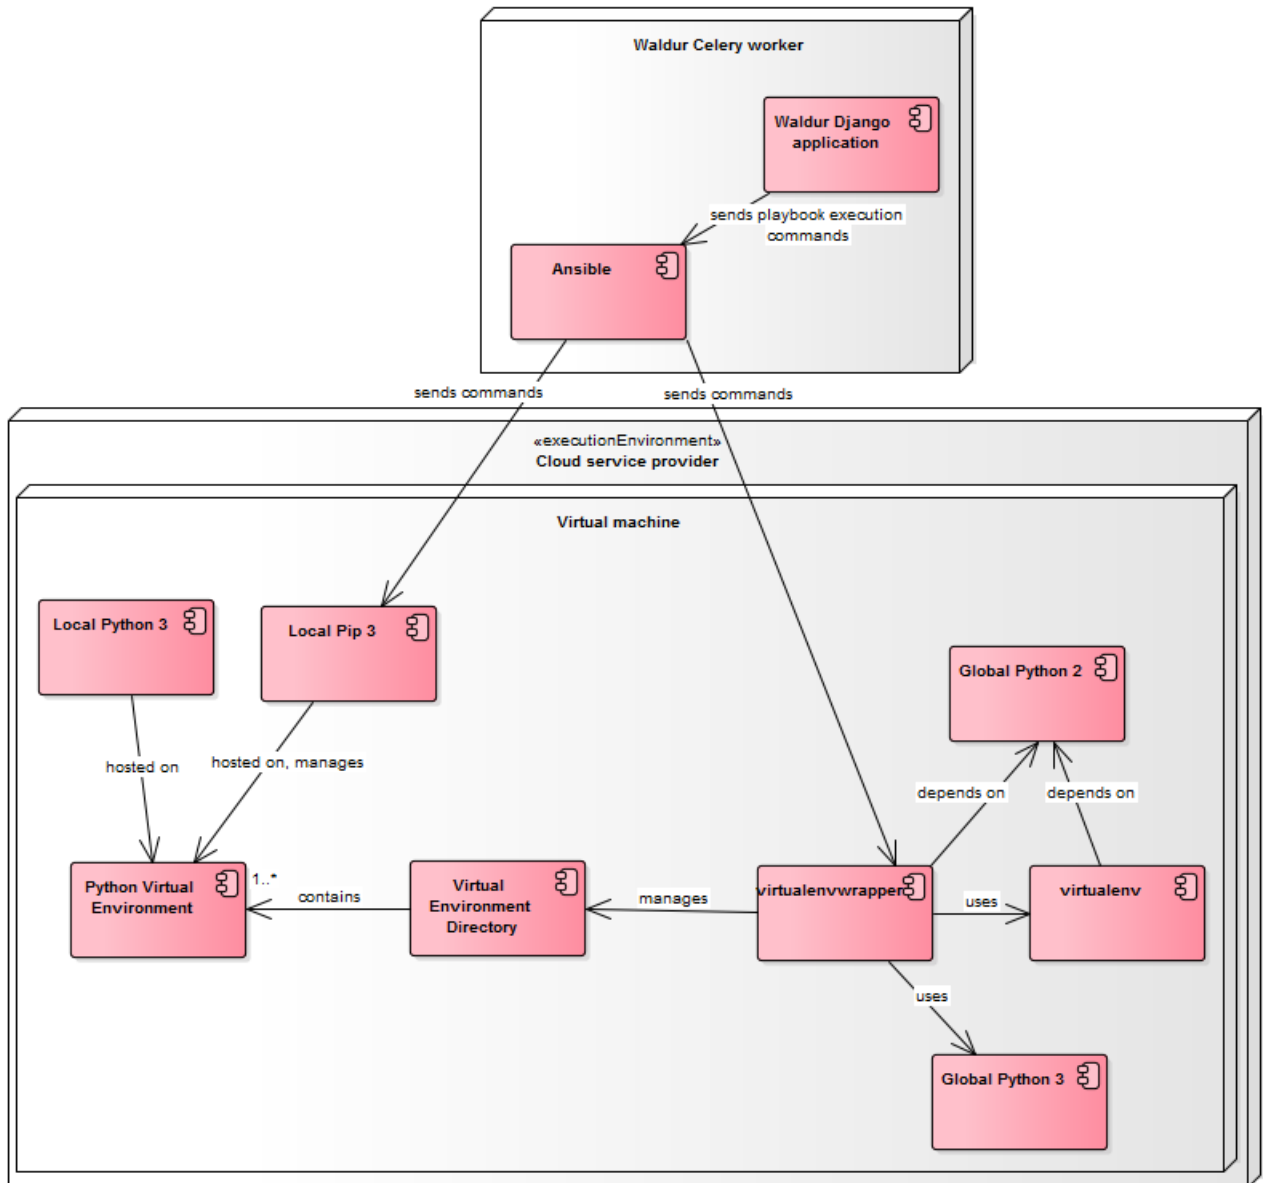 Waldur Celery worker
Waldur Django
application
sends playbook execution
commands
Ansible
sends commands
sends commands
«executionEnvironment»
Cloud service provider
Virtual machine
Local Python 3
Local Pip 3
Global Python 2
hosted on
hosted on, manages
depends on
depends on
Python Virtual
Environment
1..*
contains
Virtual
Environment
Directory
manages
virtualenvwrapper
uses
virtualenv
uses
Global Python 3